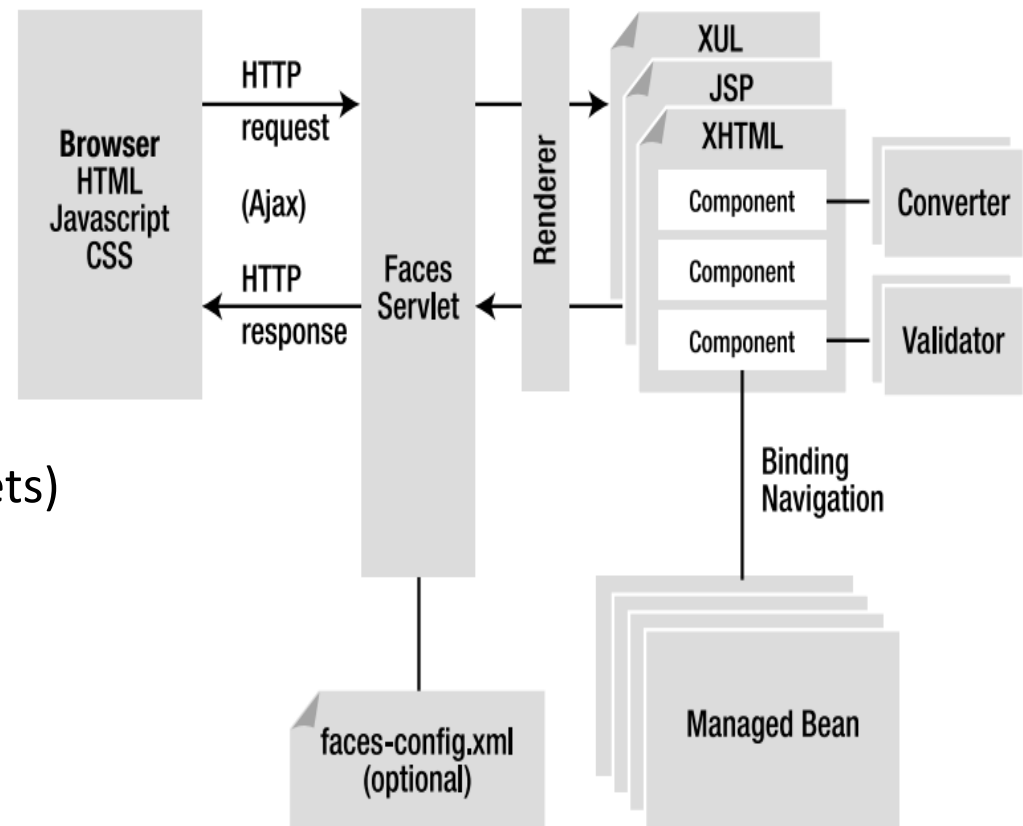 Browser
HTML
Javascript
CSS
HTTP
request
(Ajax)
HTTP
response
Faces
Servlet
Renderer
XUL
JSP
XHTML
Component
Component
Component
Converter
Validator
Binding
Navigation
ets)
faces-config.xml
(optional)
Managed Bean